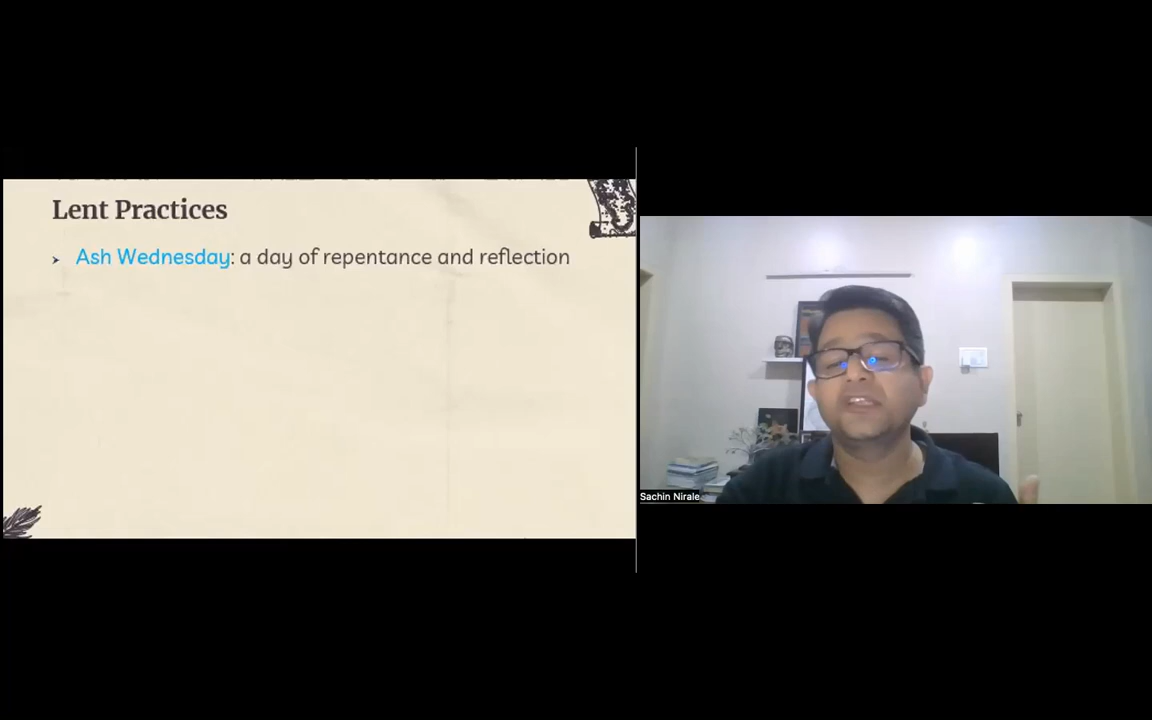 Lent Practices
Ash Wednesday: a day of repentance and reflection
Sachin Nirale